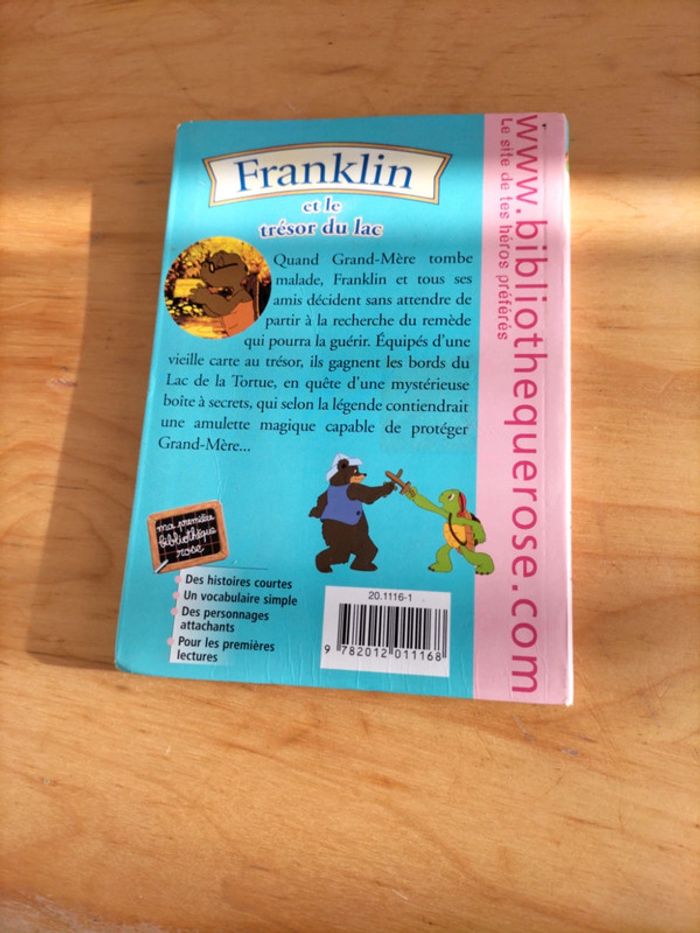 Franklin
et le
trésor du lac
Quand Grand-Mère tombe
malade, Franklin et tous ses
amis décident sans attendre de
partir à la recherche du remède
qui pourra la guérir. Équipés d'une
vieille carte au trésor, ils gagnent les bords du
Lac de la Tortue, en quête d'une mystérieuse
boîte à secrets, qui selon la légende contiendrait
une amulette magique capable de protéger
Grand-Mère...
ma première
bibliothèque
rose
Des histoires courtes
Un vocabulaire simple
Des personnages
attachants
Pour les premières
lectures
20.1116-1
9 782012 011168
www.bibliothequerose.com
Le site de tes héros préférés